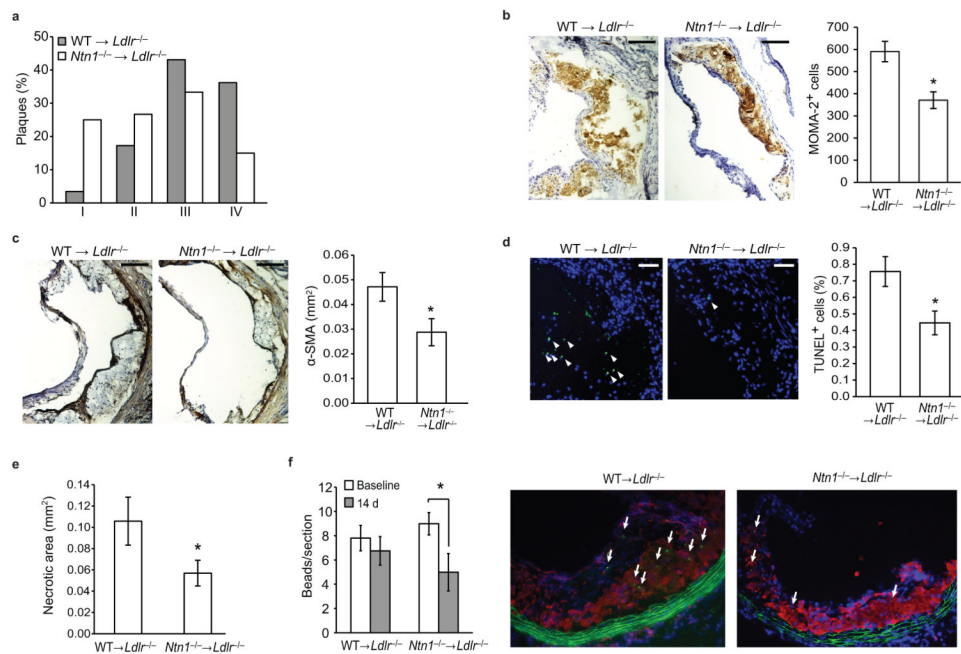 a
WT → Ldlr⁻/⁻
Ntn1⁻/⁻ → Ldlr⁻/⁻
Plaques (%)
50
40
30
20
10
0
I II III IV
b
WT → Ldlr⁻/⁻
Ntn1⁻/⁻ → Ldlr⁻/⁻
MOMA-2⁺ cells
700
600
500
400
300
200
100
0
*
WT
→Ldlr⁻/⁻
Ntn1⁻/⁻
→Ldlr⁻/⁻
c
WT → Ldlr⁻/⁻
Ntn1⁻/⁻ → Ldlr⁻/⁻
α-SMA (mm²)
0.06
0.05
0.04
0.03
0.02
0.01
0.00
*
WT
→Ldlr⁻/⁻
Ntn1⁻/⁻
→Ldlr⁻/⁻
d
WT → Ldlr⁻/⁻
Ntn1⁻/⁻ → Ldlr⁻/⁻
TUNEL⁺ cells (%)
0.9
0.8
0.7
0.6
0.5
0.4
0.3
0.2
0.1
0.0
*
WT
→Ldlr⁻/⁻
Ntn1⁻/⁻
→Ldlr⁻/⁻
e
Necrotic area (mm²)
0.14
0.12
0.10
0.08
0.06
0.04
0.02
0.00
*
WT→Ldlr⁻/⁻ Ntn1⁻/⁻→Ldlr⁻/⁻
f
Baseline
14 d
Beads/section
12
10
8
6
4
2
0
*
WT→Ldlr⁻/⁻ Ntn1⁻/⁻→Ldlr⁻/⁻
WT→Ldlr⁻/⁻
Ntn1⁻/⁻→Ldlr⁻/⁻